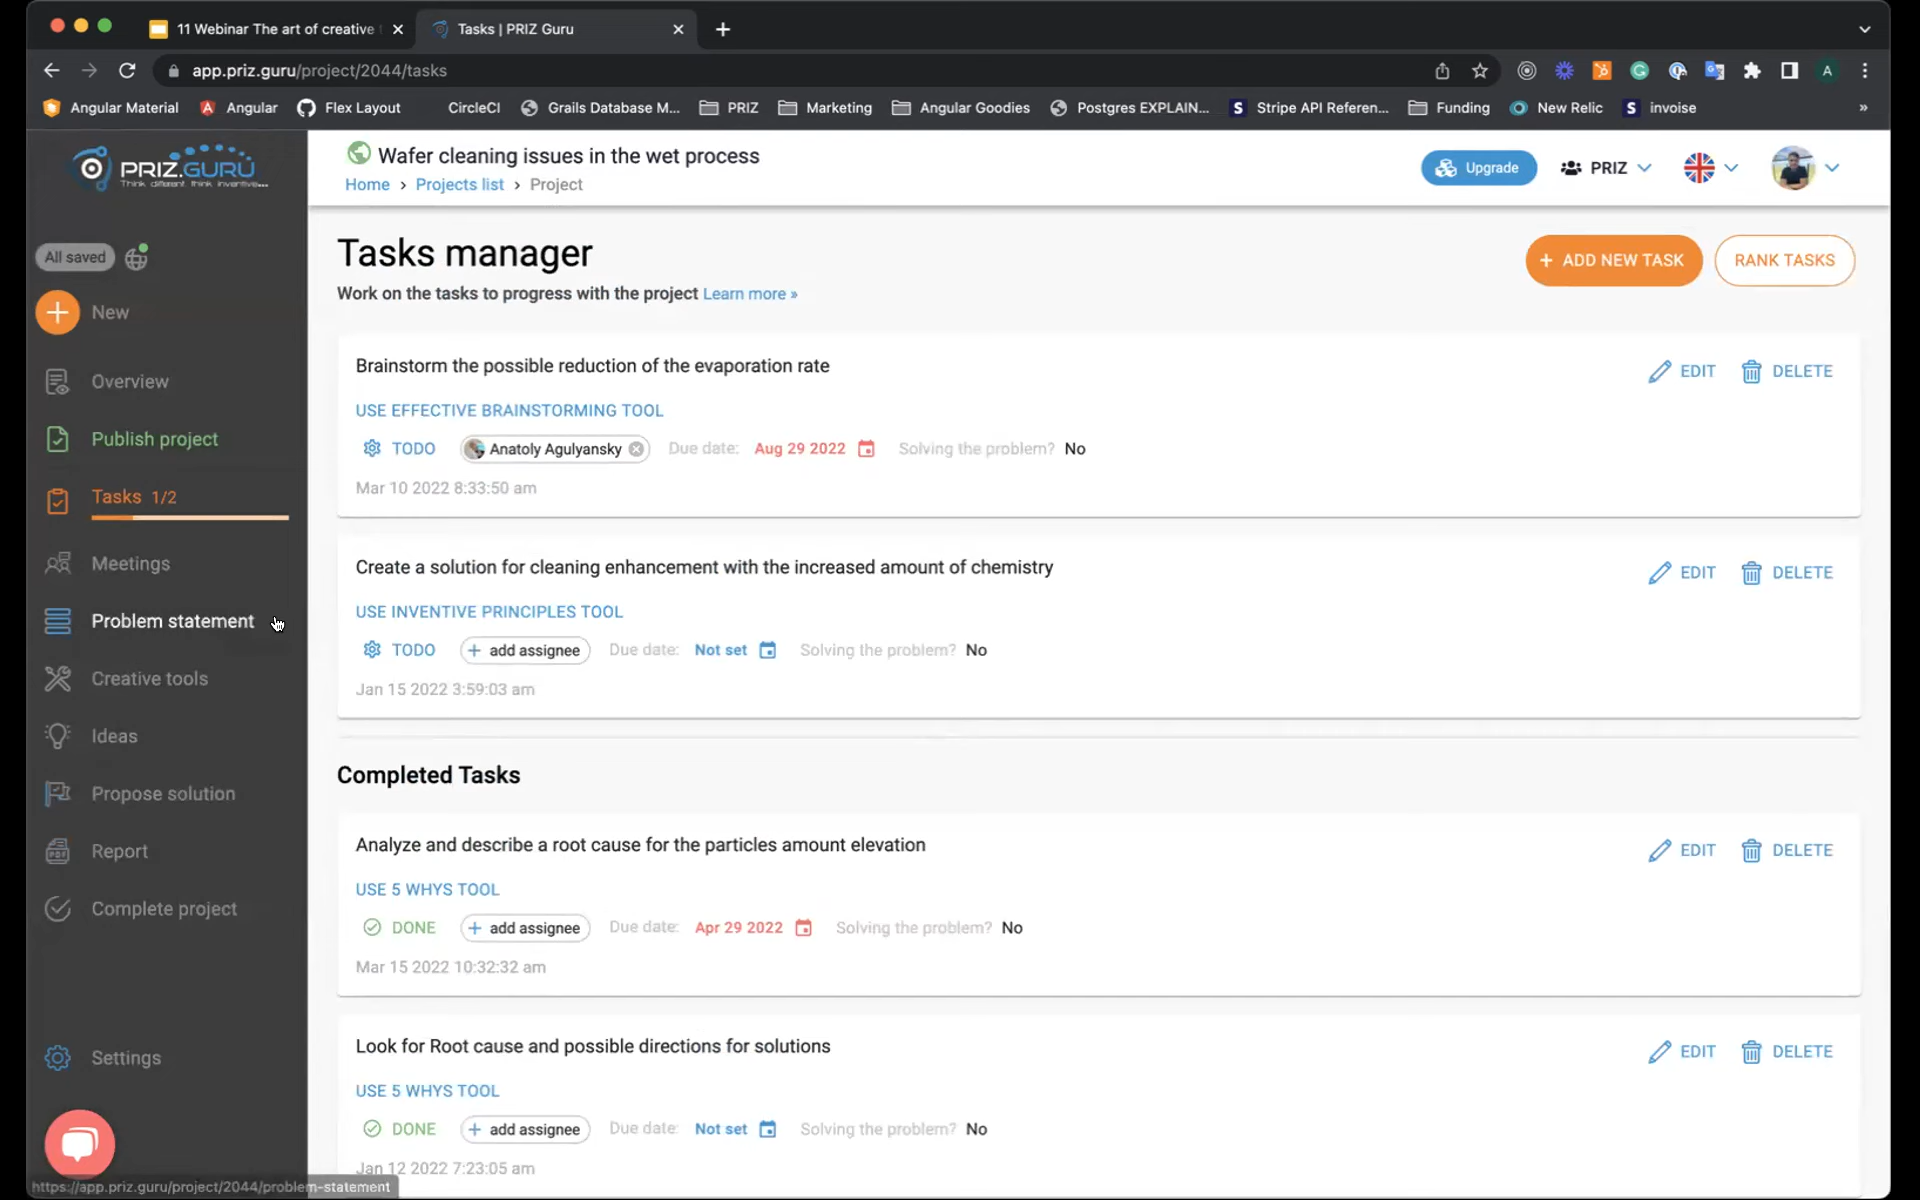 11 Webinar The art of creative t
Tasks | PRIZ Guru
app.priz.guru/project/2044/tasks
A
Angular Material
Angular
Flex Layout
CircleCI
Grails Database M...
PRIZ
Marketing
Angular Goodies
Postgres EXPLAIN...
S
Stripe API Referen...
Funding
New Relic
S
invoise
»
PRIZ.GURU
Think different, think inventive...
Wafer cleaning issues in the wet process
Home › Projects list › Project
Upgrade
PRIZ
All saved
New
Overview
Publish project
Tasks 1/2
Meetings
Problem statement
Creative tools
Ideas
Propose solution
Report
Complete project
Settings
Tasks manager
Work on the tasks to progress with the project Learn more »
+ ADD NEW TASK
RANK TASKS
Brainstorm the possible reduction of the evaporation rate
EDIT
DELETE
USE EFFECTIVE BRAINSTORMING TOOL
TODO Anatoly Agulyansky Due date: Aug 29 2022 Solving the problem? No
Mar 10 2022 8:33:50 am
Create a solution for cleaning enhancement with the increased amount of chemistry
EDIT
DELETE
USE INVENTIVE PRINCIPLES TOOL
TODO + add assignee Due date: Not set Solving the problem? No
Jan 15 2022 3:59:03 am
Completed Tasks
Analyze and describe a root cause for the particles amount elevation
EDIT
DELETE
USE 5 WHYS TOOL
DONE + add assignee Due date: Apr 29 2022 Solving the problem? No
Mar 15 2022 10:32:32 am
Look for Root cause and possible directions for solutions
EDIT
DELETE
USE 5 WHYS TOOL
DONE + add assignee Due date: Not set Solving the problem? No
Jan 12 2022 7:23:05 am
https://app.priz.guru/project/2044/problem-statement